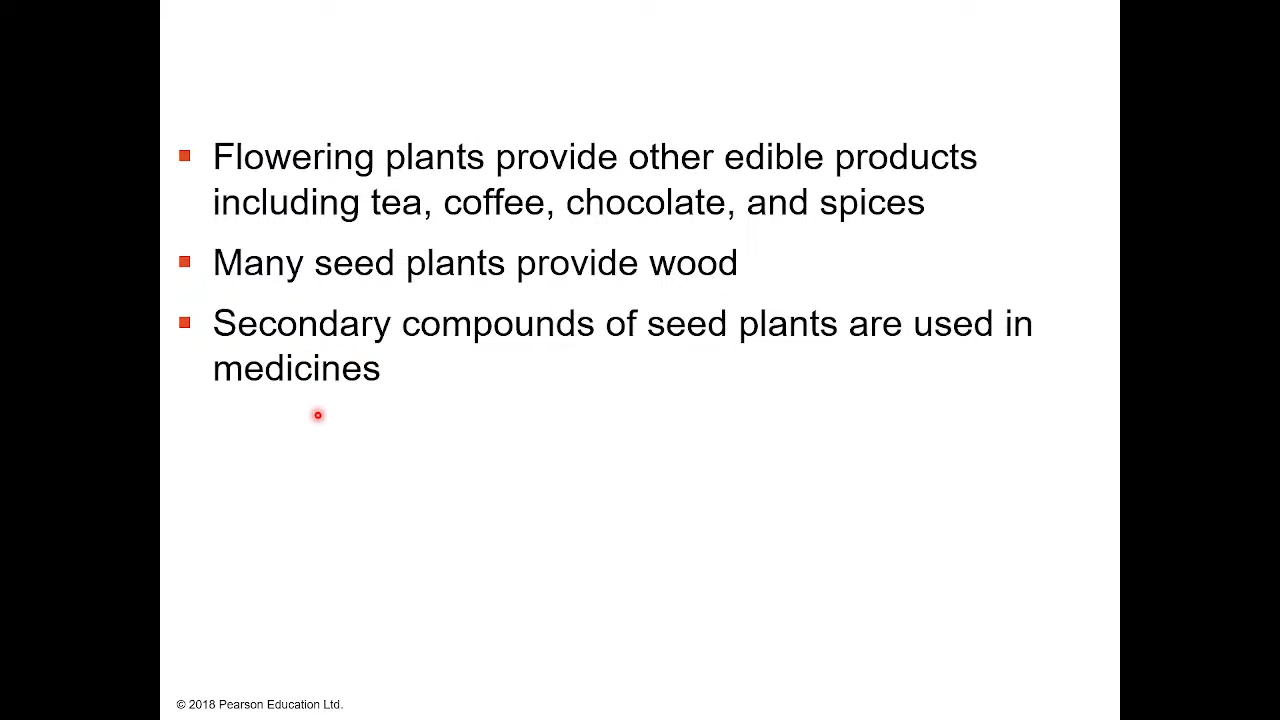 Flowering plants provide other edible products
including tea, coffee, chocolate, and spices
Many seed plants provide wood
Secondary compounds of seed plants are used in
medicines
© 2018 Pearson Education Ltd.